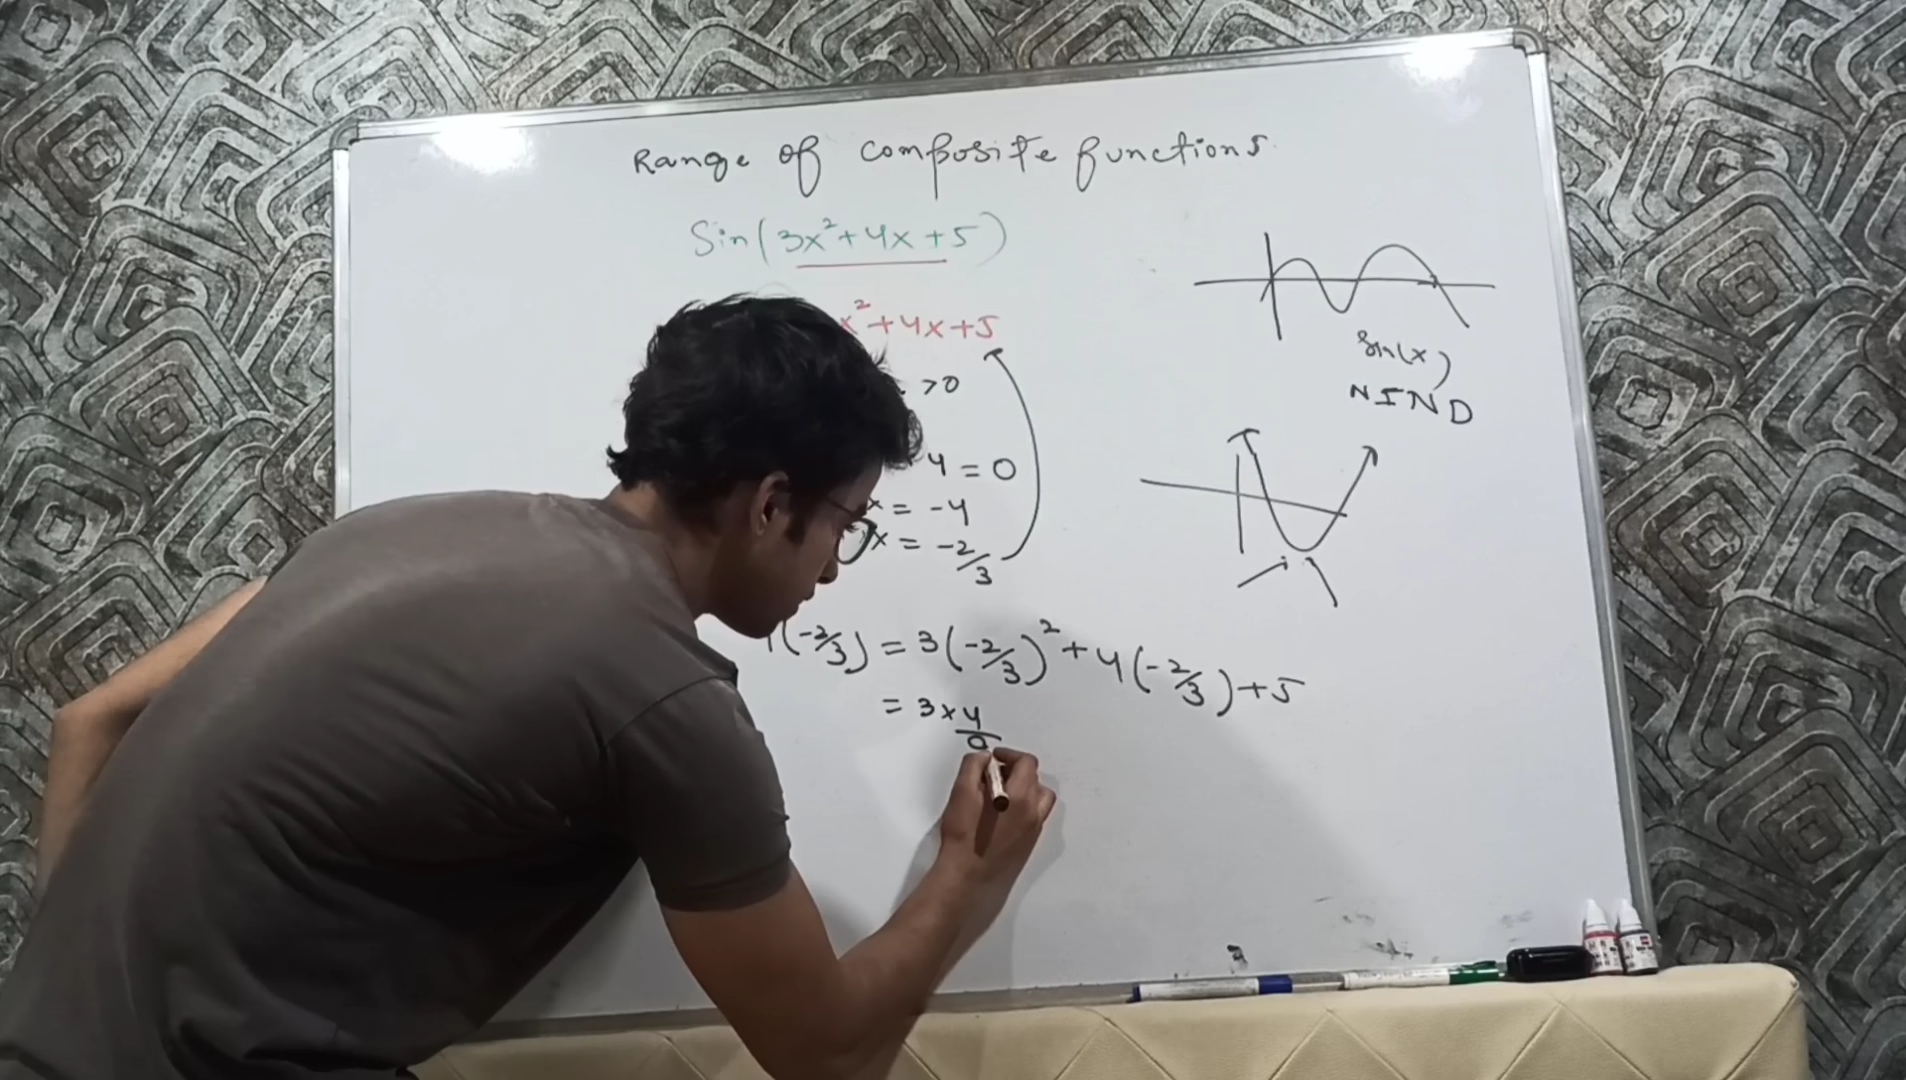 Range of composite functions
Sin(3x²+4x+5)
x²+4x+5
>0
4 = 0
x = -4
x = -2/3
(-2/3) = 3(-2/3)² + 4(-2/3)+5
= 3 × 4/9
Sin(x)
NIND